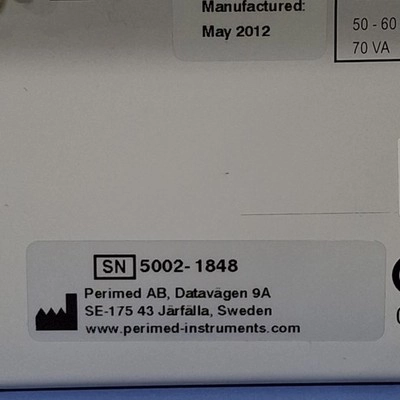 Manufactured:
May 2012
50 - 60
70 VA
SN 5002-1848
Perimed AB, Datavägen 9A
SE-175 43 Järfälla, Sweden
www.perimed-instruments.com